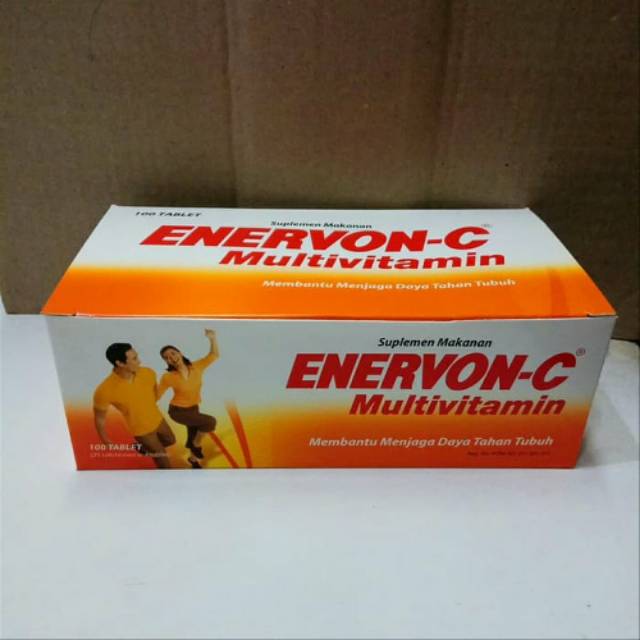 100 TABLET
Suplemen Makanan
ENERVON-C®
Multivitamin
Membantu Menjaga Daya Tahan Tubuh
Suplemen Makanan
ENERVON-C®
Multivitamin
Membantu Menjaga Daya Tahan Tubuh
100 TABLET